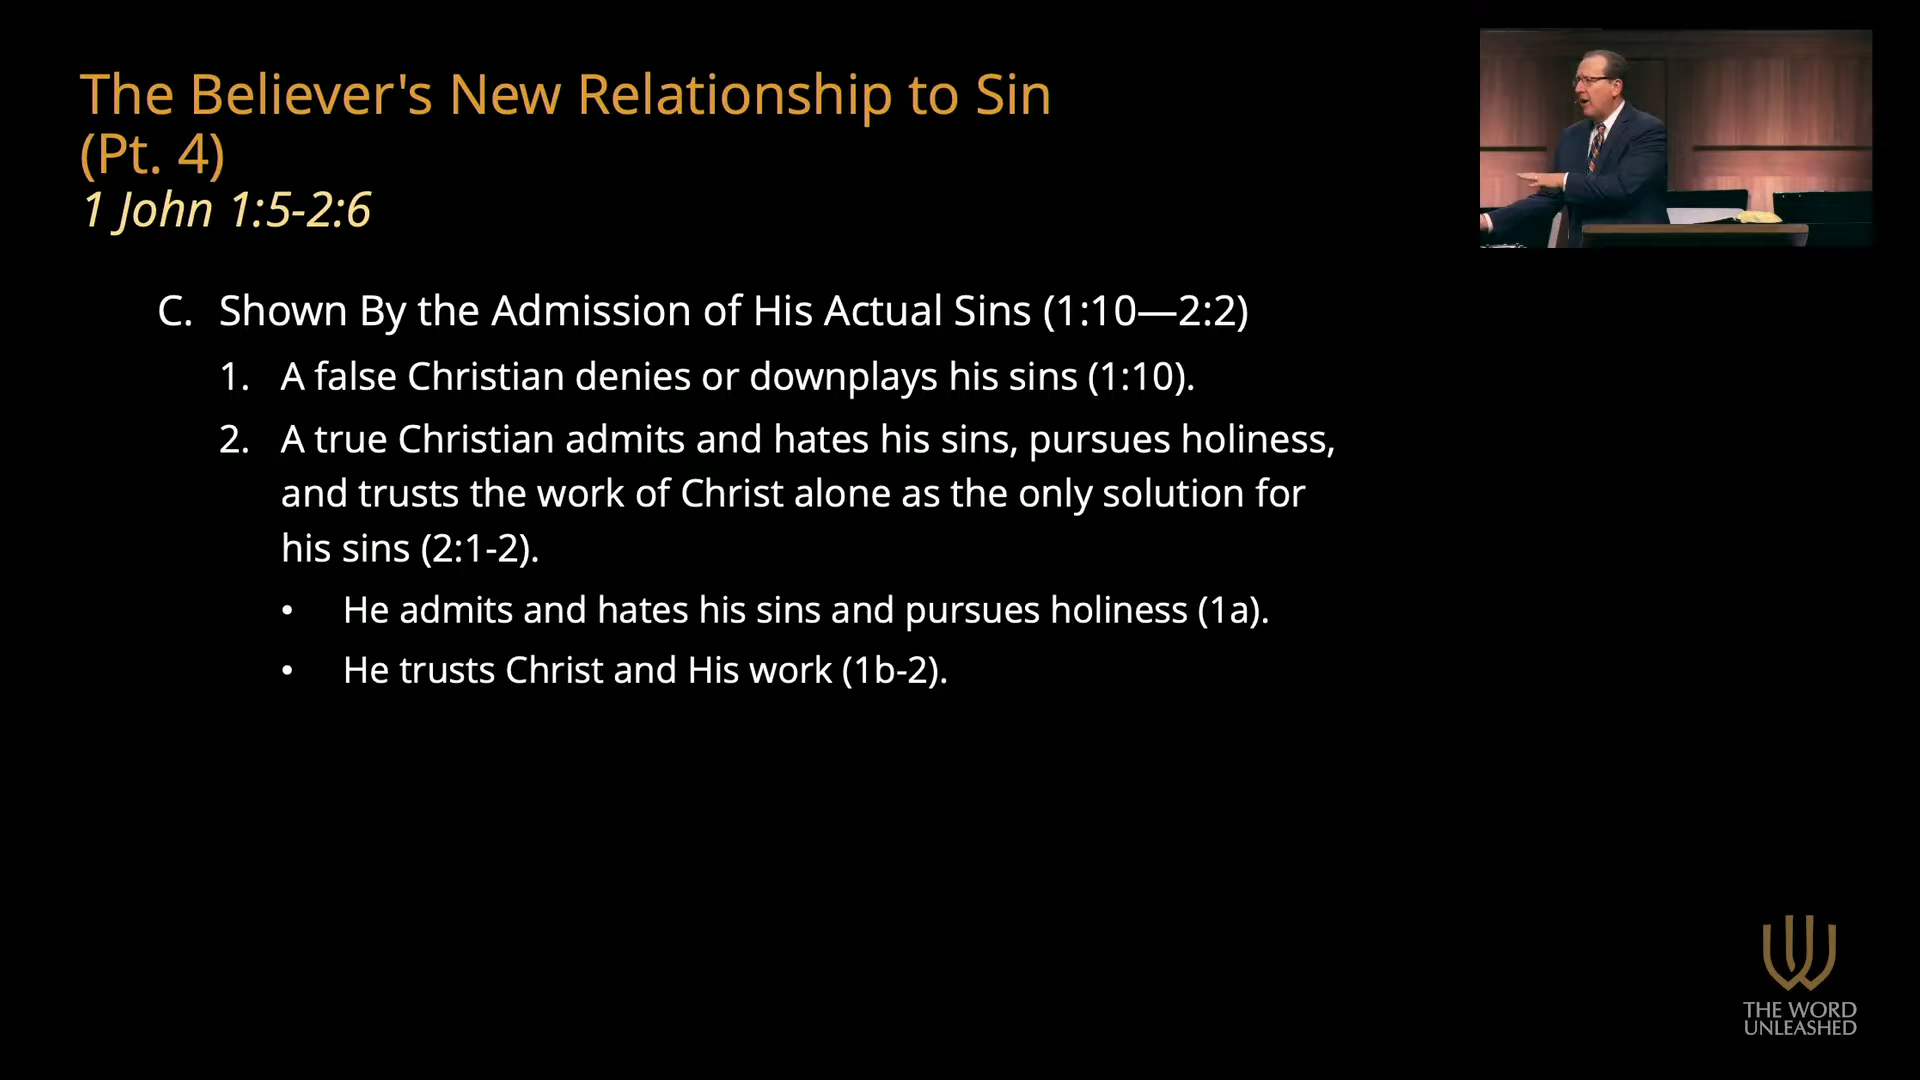 The Believer's New Relationship to Sin
(Pt. 4)
1 John 1:5-2:6
C. Shown By the Admission of His Actual Sins (1:10—2:2)
1. A false Christian denies or downplays his sins (1:10).
2. A true Christian admits and hates his sins, pursues holiness,
and trusts the work of Christ alone as the only solution for
his sins (2:1-2).
• He admits and hates his sins and pursues holiness (1a).
• He trusts Christ and His work (1b-2).
THE WORD
UNLEASHED